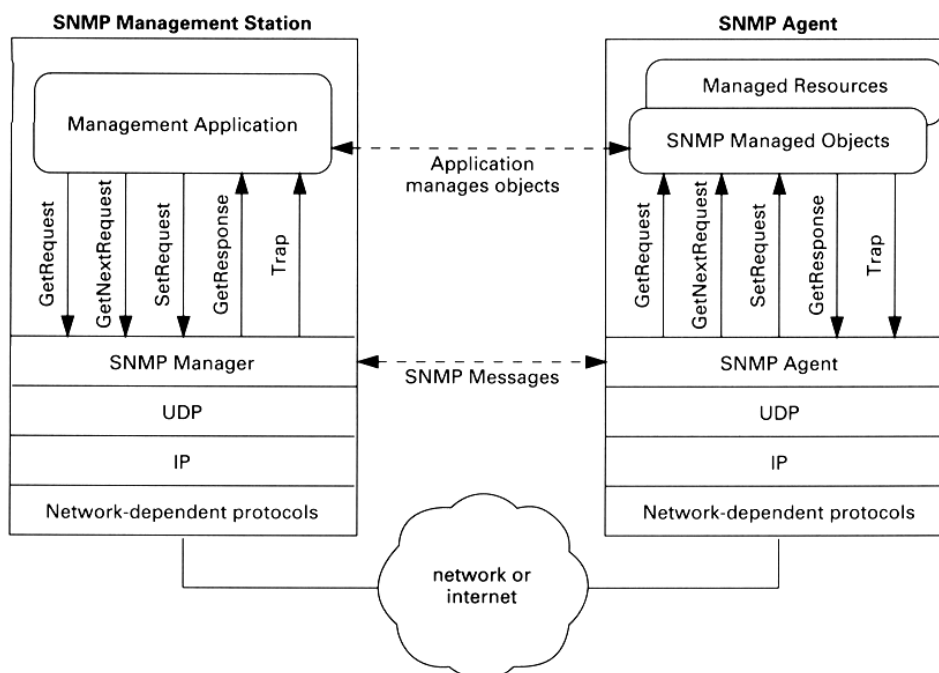 SNMP Management Station
SNMP Agent
Management Application
Managed Resources
SNMP Managed Objects
Application
manages objects
GetRequest
GetNextRequest
SetRequest
GetResponse
Trap
GetRequest
GetNextRequest
SetRequest
GetResponse
Trap
SNMP Manager
SNMP Messages
SNMP Agent
UDP
UDP
IP
IP
Network-dependent protocols
Network-dependent protocols
network or
internet